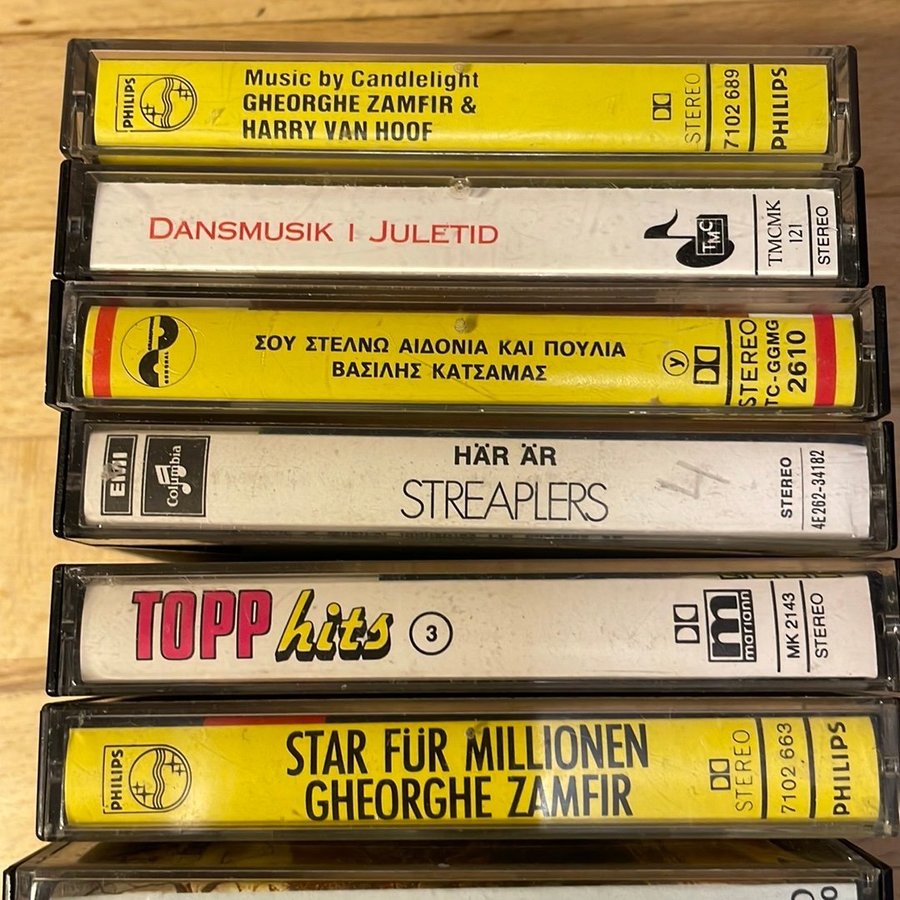 PHILIPS
Music by Candlelight
GHEORGHE ZAMFIR &
HARRY VAN HOOF
STEREO
7102 689
PHILIPS
DANSMUSIK I JULETID
TMC
TMCMK
121
STEREO
GENERAL
ΣΟΥ ΣΤΕΛΝΩ ΑΙΔΟΝΙΑ ΚΑΙ ΠΟΥΛΙΑ
ΒΑΣΙΛΗΣ ΚΑΤΣΑΜΑΣ
y
STEREO
TC-GGMG
2610
EMI
Columbia
HÄR ÄR
STREAPLERS
STEREO
4E262-34182
TOPP hits 3
mariann
MK 2143
STEREO
PHILIPS
STAR FÜR MILLIONEN
GHEORGHE ZAMFIR
STEREO
7102 663
PHILIPS